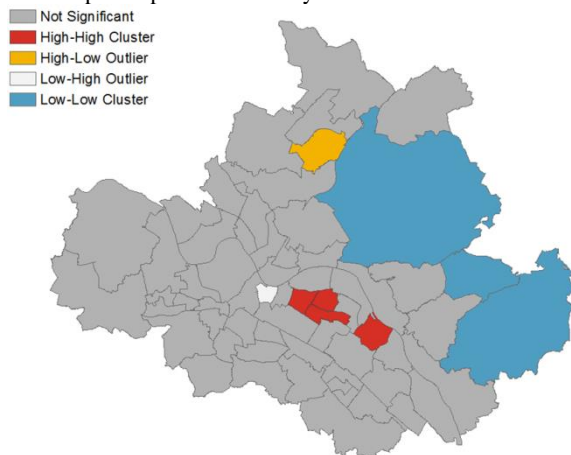 Not Significant
High-High Cluster
High-Low Outlier
Low-High Outlier
Low-Low Cluster